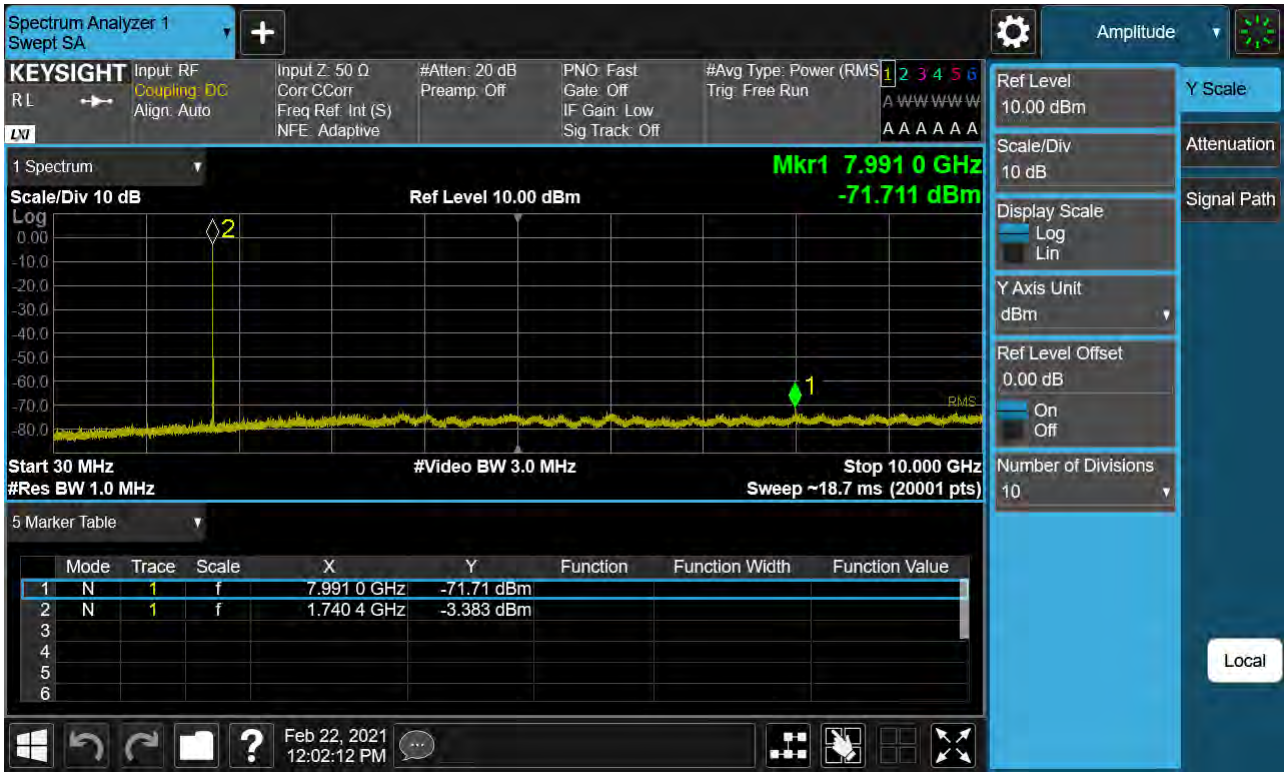 Spectrum Analyzer 1
Swept SA
+
Amplitude
KEYSIGHT
RL
LXI
Input: RF
Coupling: DC
Align: Auto
Input Z: 50 Ω
Corr CCorr
Freq Ref: Int (S)
NFE: Adaptive
#Atten: 20 dB
Preamp: Off
PNO: Fast
Gate: Off
IF Gain: Low
Sig Track: Off
#Avg Type: Power (RMS
Trig: Free Run
1 2 3 4 5 6
A W W W W W
A A A A A A
1 Spectrum
Mkr1 7.991 0 GHz
Scale/Div 10 dB
Ref Level 10.00 dBm
-71.711 dBm
Log
0.00
-10.0
-20.0
-30.0
-40.0
-50.0
-60.0
-70.0
-80.0
2
1
RMS
Start 30 MHz
#Video BW 3.0 MHz
Stop 10.000 GHz
#Res BW 1.0 MHz
Sweep ~18.7 ms (20001 pts)
5 Marker Table
Mode Trace Scale X Y Function Function Width Function Value
1 N 1 f 7.991 0 GHz -71.71 dBm
2 N 1 f 1.740 4 GHz -3.383 dBm
3
4
5
6
Ref Level
10.00 dBm
Scale/Div
10 dB
Display Scale
Log
Lin
Y Axis Unit
dBm
Ref Level Offset
0.00 dB
On
Off
Number of Divisions
10
Y Scale
Attenuation
Signal Path
Local
?
Feb 22, 2021
12:02:12 PM